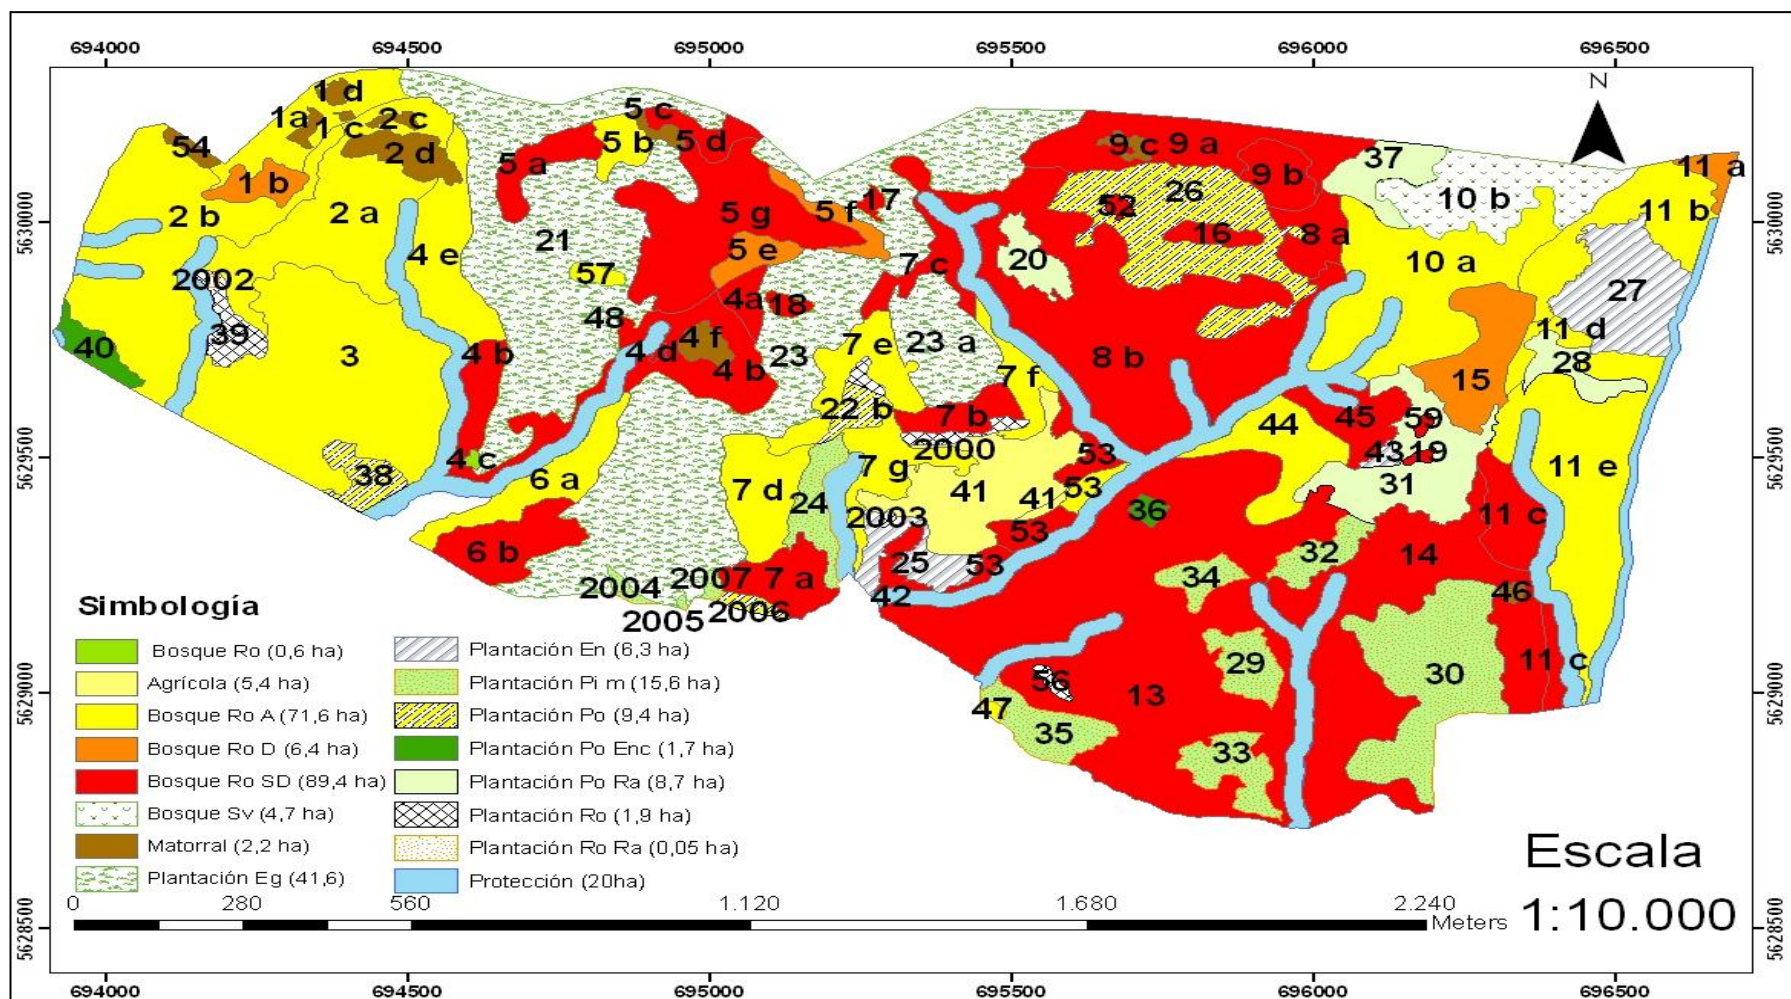 694000 694500 695000 695500 696000 696500
N
1 d
1a
1 c
2 c
54
2 d
1 b
2 b
2 a
5 c
5 d
5 b
5 a
17
5 g
5 f
5 e
21
4 e
57
48
2002
39
40
3
4 b
4 d
4a
18
4 f
4 b
23
7 c
7 e
23 a
22 b
7 f
7 b
2000
4 c
38
6 a
6 b
7 d
24
7 g
41
41
2003
25
53
53
53
53
42
2004
2007
7 a
2005
2006
9 c
9 a
9 b
37
52
26
16
8 a
20
8 b
10 b
10 a
11 a
11 b
27
11 d
28
15
44
45
59
43
19
31
11 e
36
11 c
14
32
34
46
29
30
11 c
56
13
47
35
33
5630000
5629500
5629000
5628500
5630000
5629500
5629000
5628500
Simbología
Bosque Ro (0,6 ha)
Agrícola (5,4 ha)
Bosque Ro A (71,6 ha)
Bosque Ro D (6,4 ha)
Bosque Ro SD (89,4 ha)
Bosque Sv (4,7 ha)
Matorral (2,2 ha)
Plantación Eg (41,6)
Plantación En (6,3 ha)
Plantación Pi m (15,6 ha)
Plantación Po (9,4 ha)
Plantación Po Enc (1,7 ha)
Plantación Po Ra (8,7 ha)
Plantación Ro (1,9 ha)
Plantación Ro Ra (0,05 ha)
Protección (20ha)
0 280 560 1.120 1.680 2.240
Meters
Escala
1:10.000
694000 694500 695000 695500 696000 696500